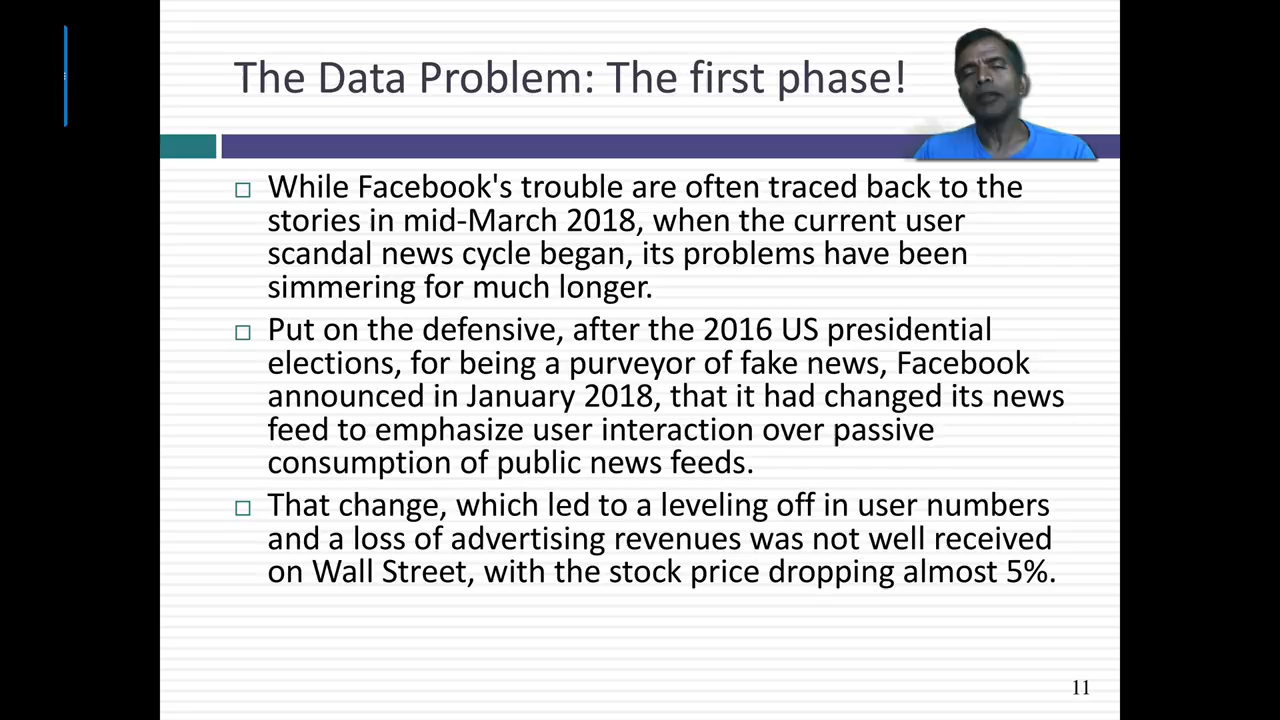 The Data Problem: The first phase!
While Facebook's trouble are often traced back to the
stories in mid-March 2018, when the current user
scandal news cycle began, its problems have been
simmering for much longer.
Put on the defensive, after the 2016 US presidential
elections, for being a purveyor of fake news, Facebook
announced in January 2018, that it had changed its news
feed to emphasize user interaction over passive
consumption of public news feeds.
That change, which led to a leveling off in user numbers
and a loss of advertising revenues was not well received
on Wall Street, with the stock price dropping almost 5%.
11